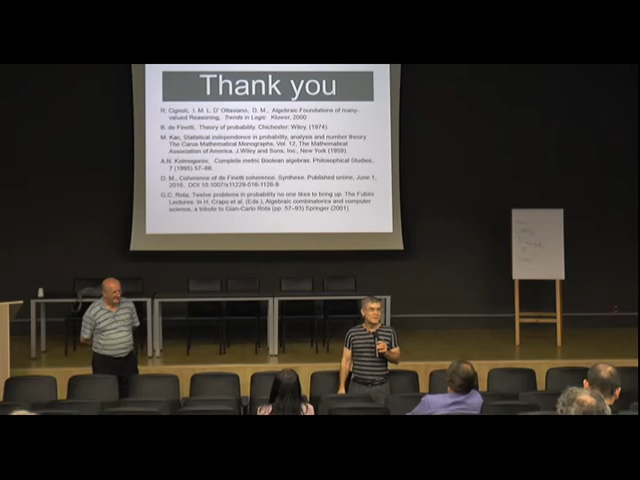 Thank you
R. Cignoli, I. M. L. D' Ottaviano, D. M., Algebraic Foundations of many-
valued Reasoning, Trends in Logic Kluwer, 2000
B. de Finetti, Theory of probability. Chichester: Wiley, (1974).
M. Kac, Statistical independence in probability, analysis and number theory.
The Carus Mathematical Monographs, Vol. 12, The Mathematical
Association of America. J.Wiley and Sons, Inc., New York (1959).
A.N. Kolmogorov, Complete metric Boolean algebras. Philosophical Studies,
7 (1995) 57–66.
D. M., Coherence of de Finetti coherence. Synthese. Published online, June 1,
2016. DOI 10.1007/s11229-016-1126-9
G.C. Rota, Twelve problems in probability no one likes to bring up. The Fubini
Lectures. In H. Crapo et al. (Eds.), Algebraic combinatorics and computer
science, a tribute to Gian-Carlo Rota (pp. 57–93) Springer (2001).